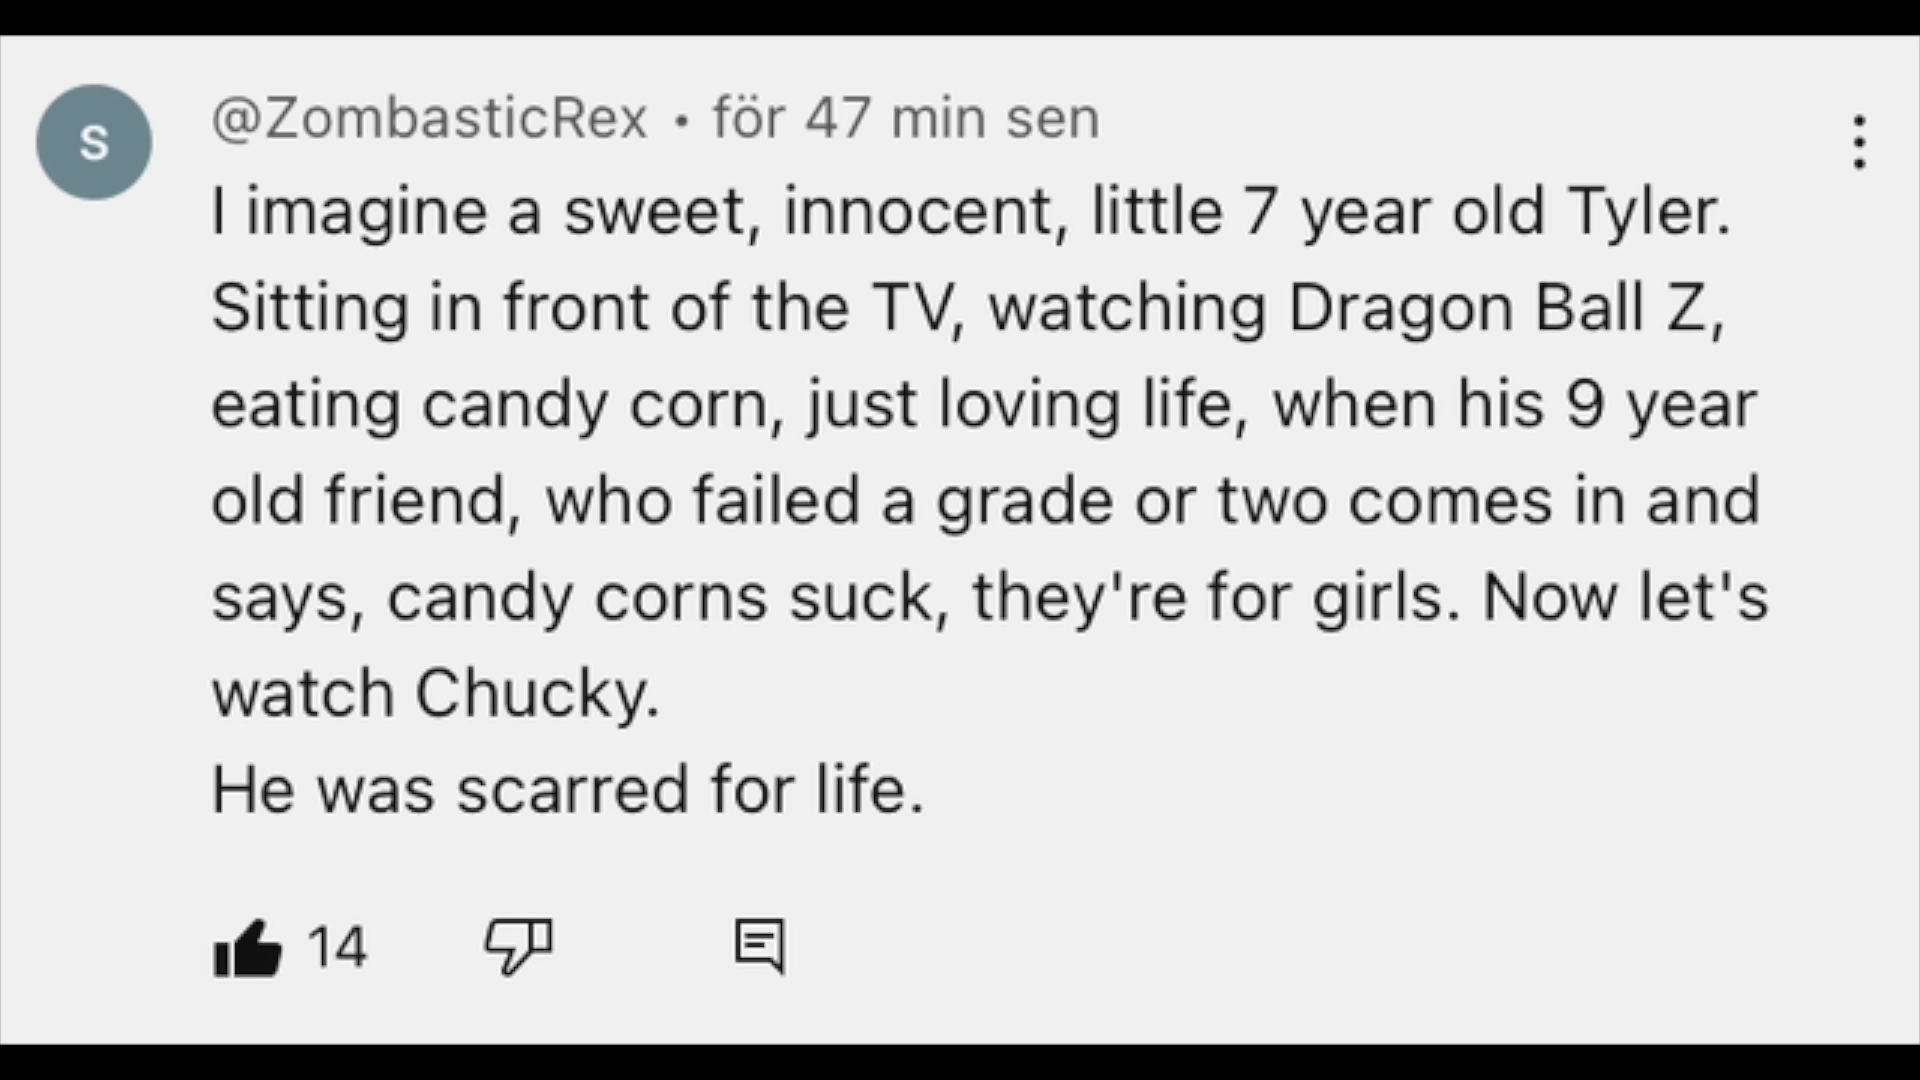 S
@ZombasticRex • för 47 min sen
I imagine a sweet, innocent, little 7 year old Tyler.
Sitting in front of the TV, watching Dragon Ball Z,
eating candy corn, just loving life, when his 9 year
old friend, who failed a grade or two comes in and
says, candy corns suck, they're for girls. Now let's
watch Chucky.
He was scarred for life.
14